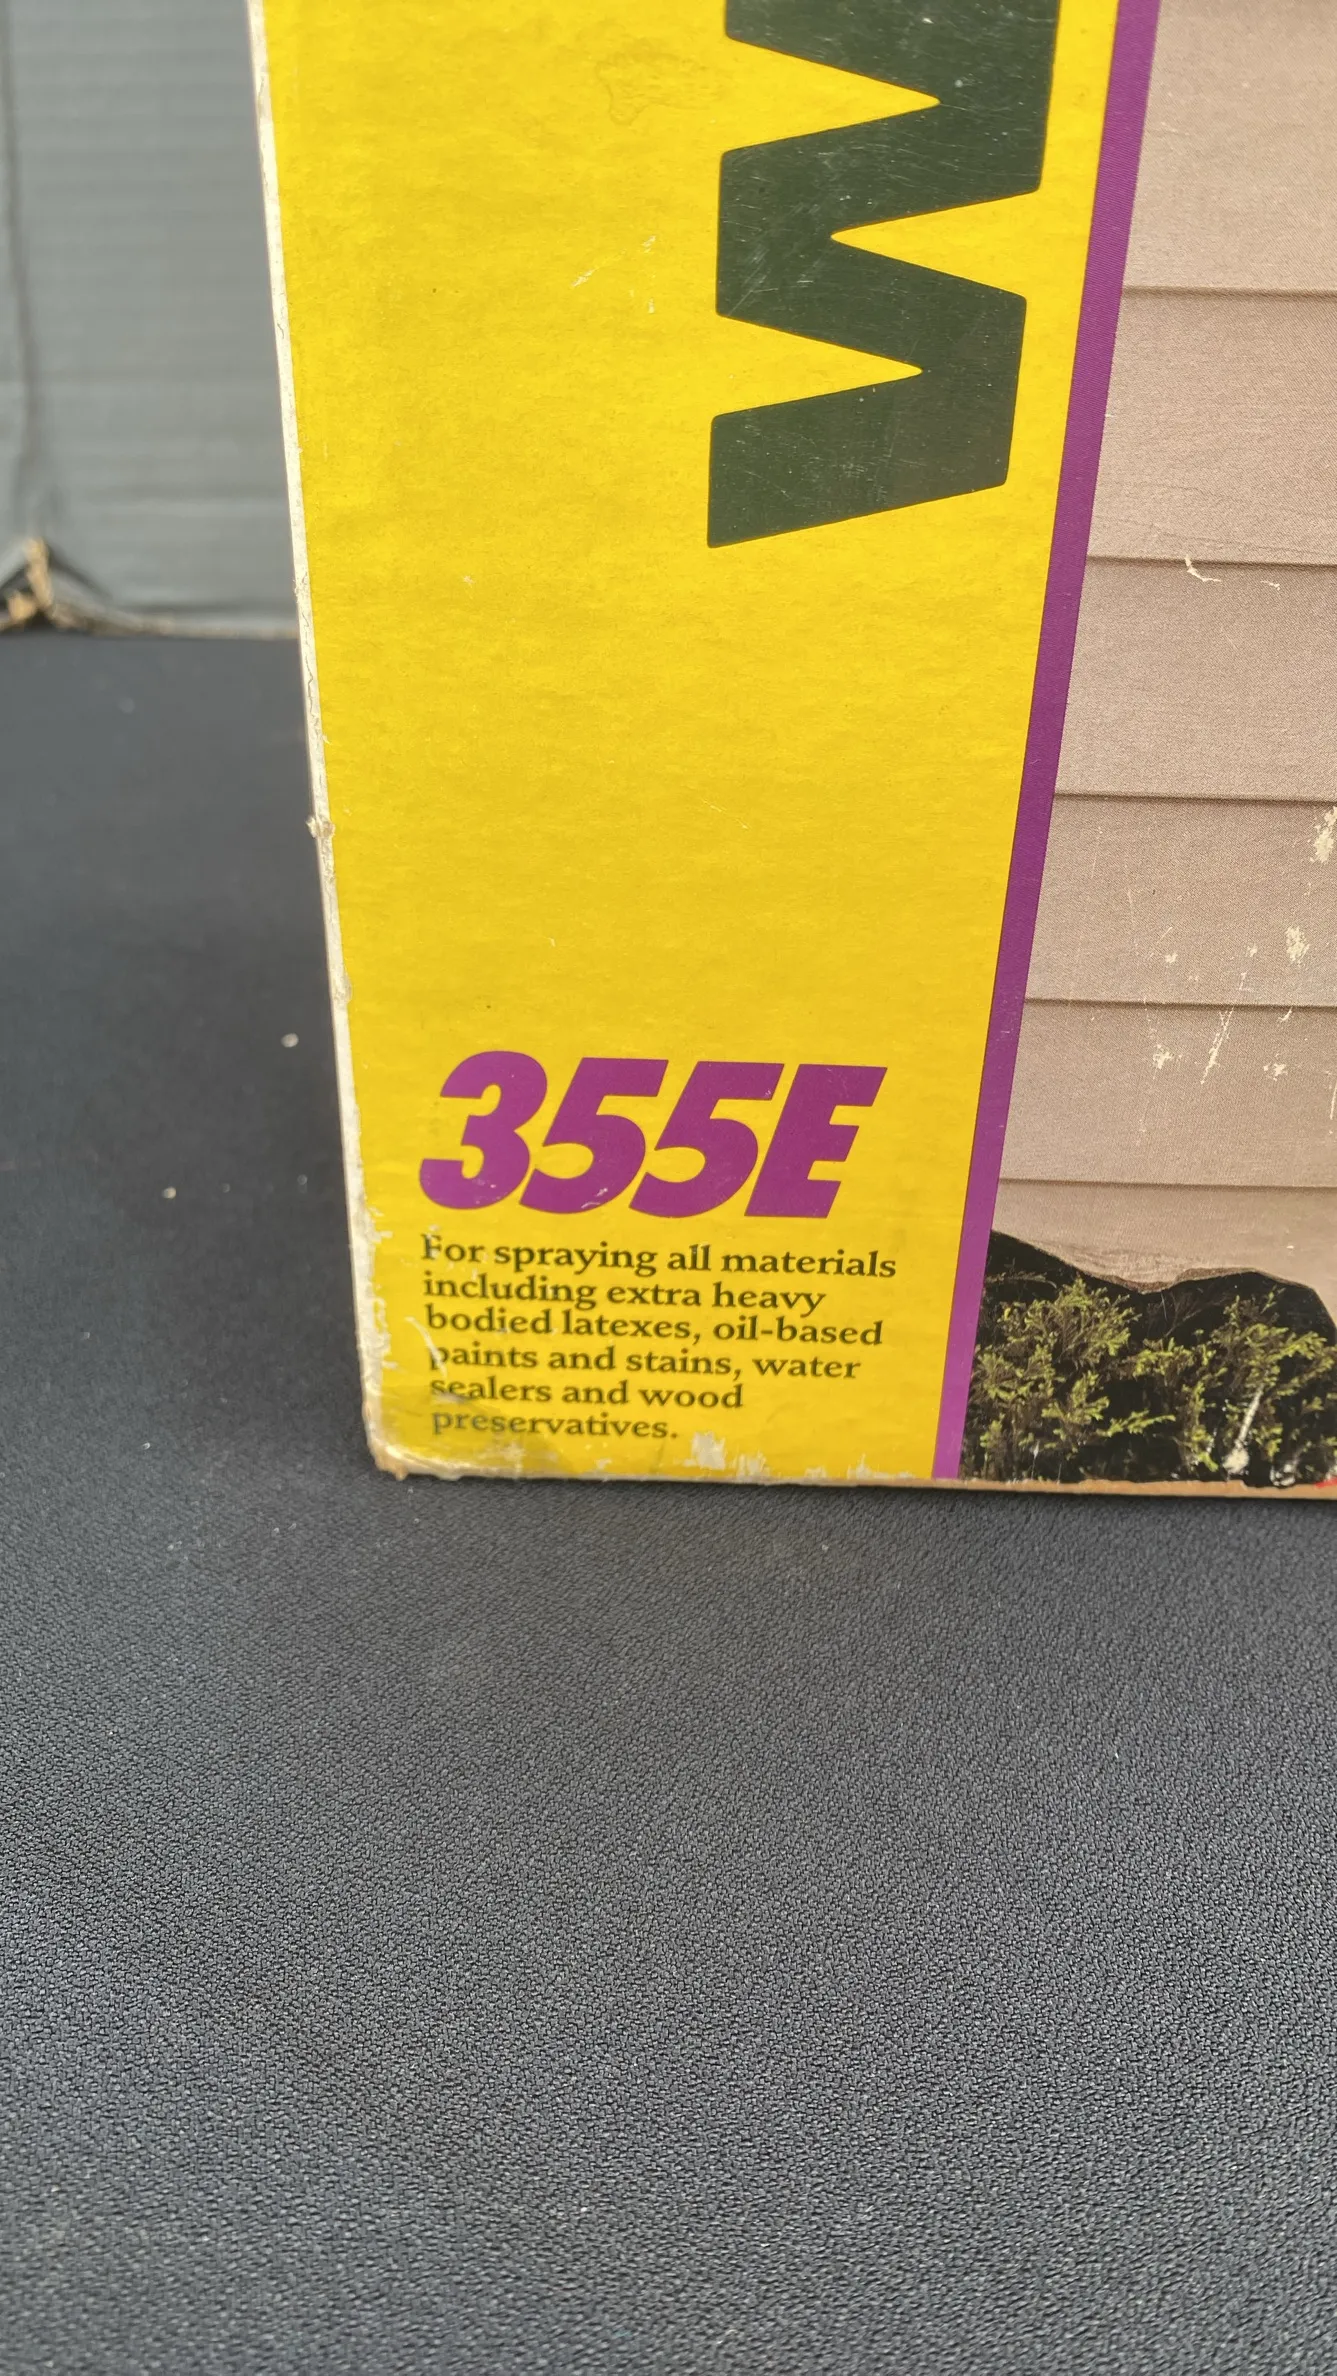 W
355E
For spraying all materials
including extra heavy
bodied latexes, oil-based
paints and stains, water
sealers and wood
preservatives.